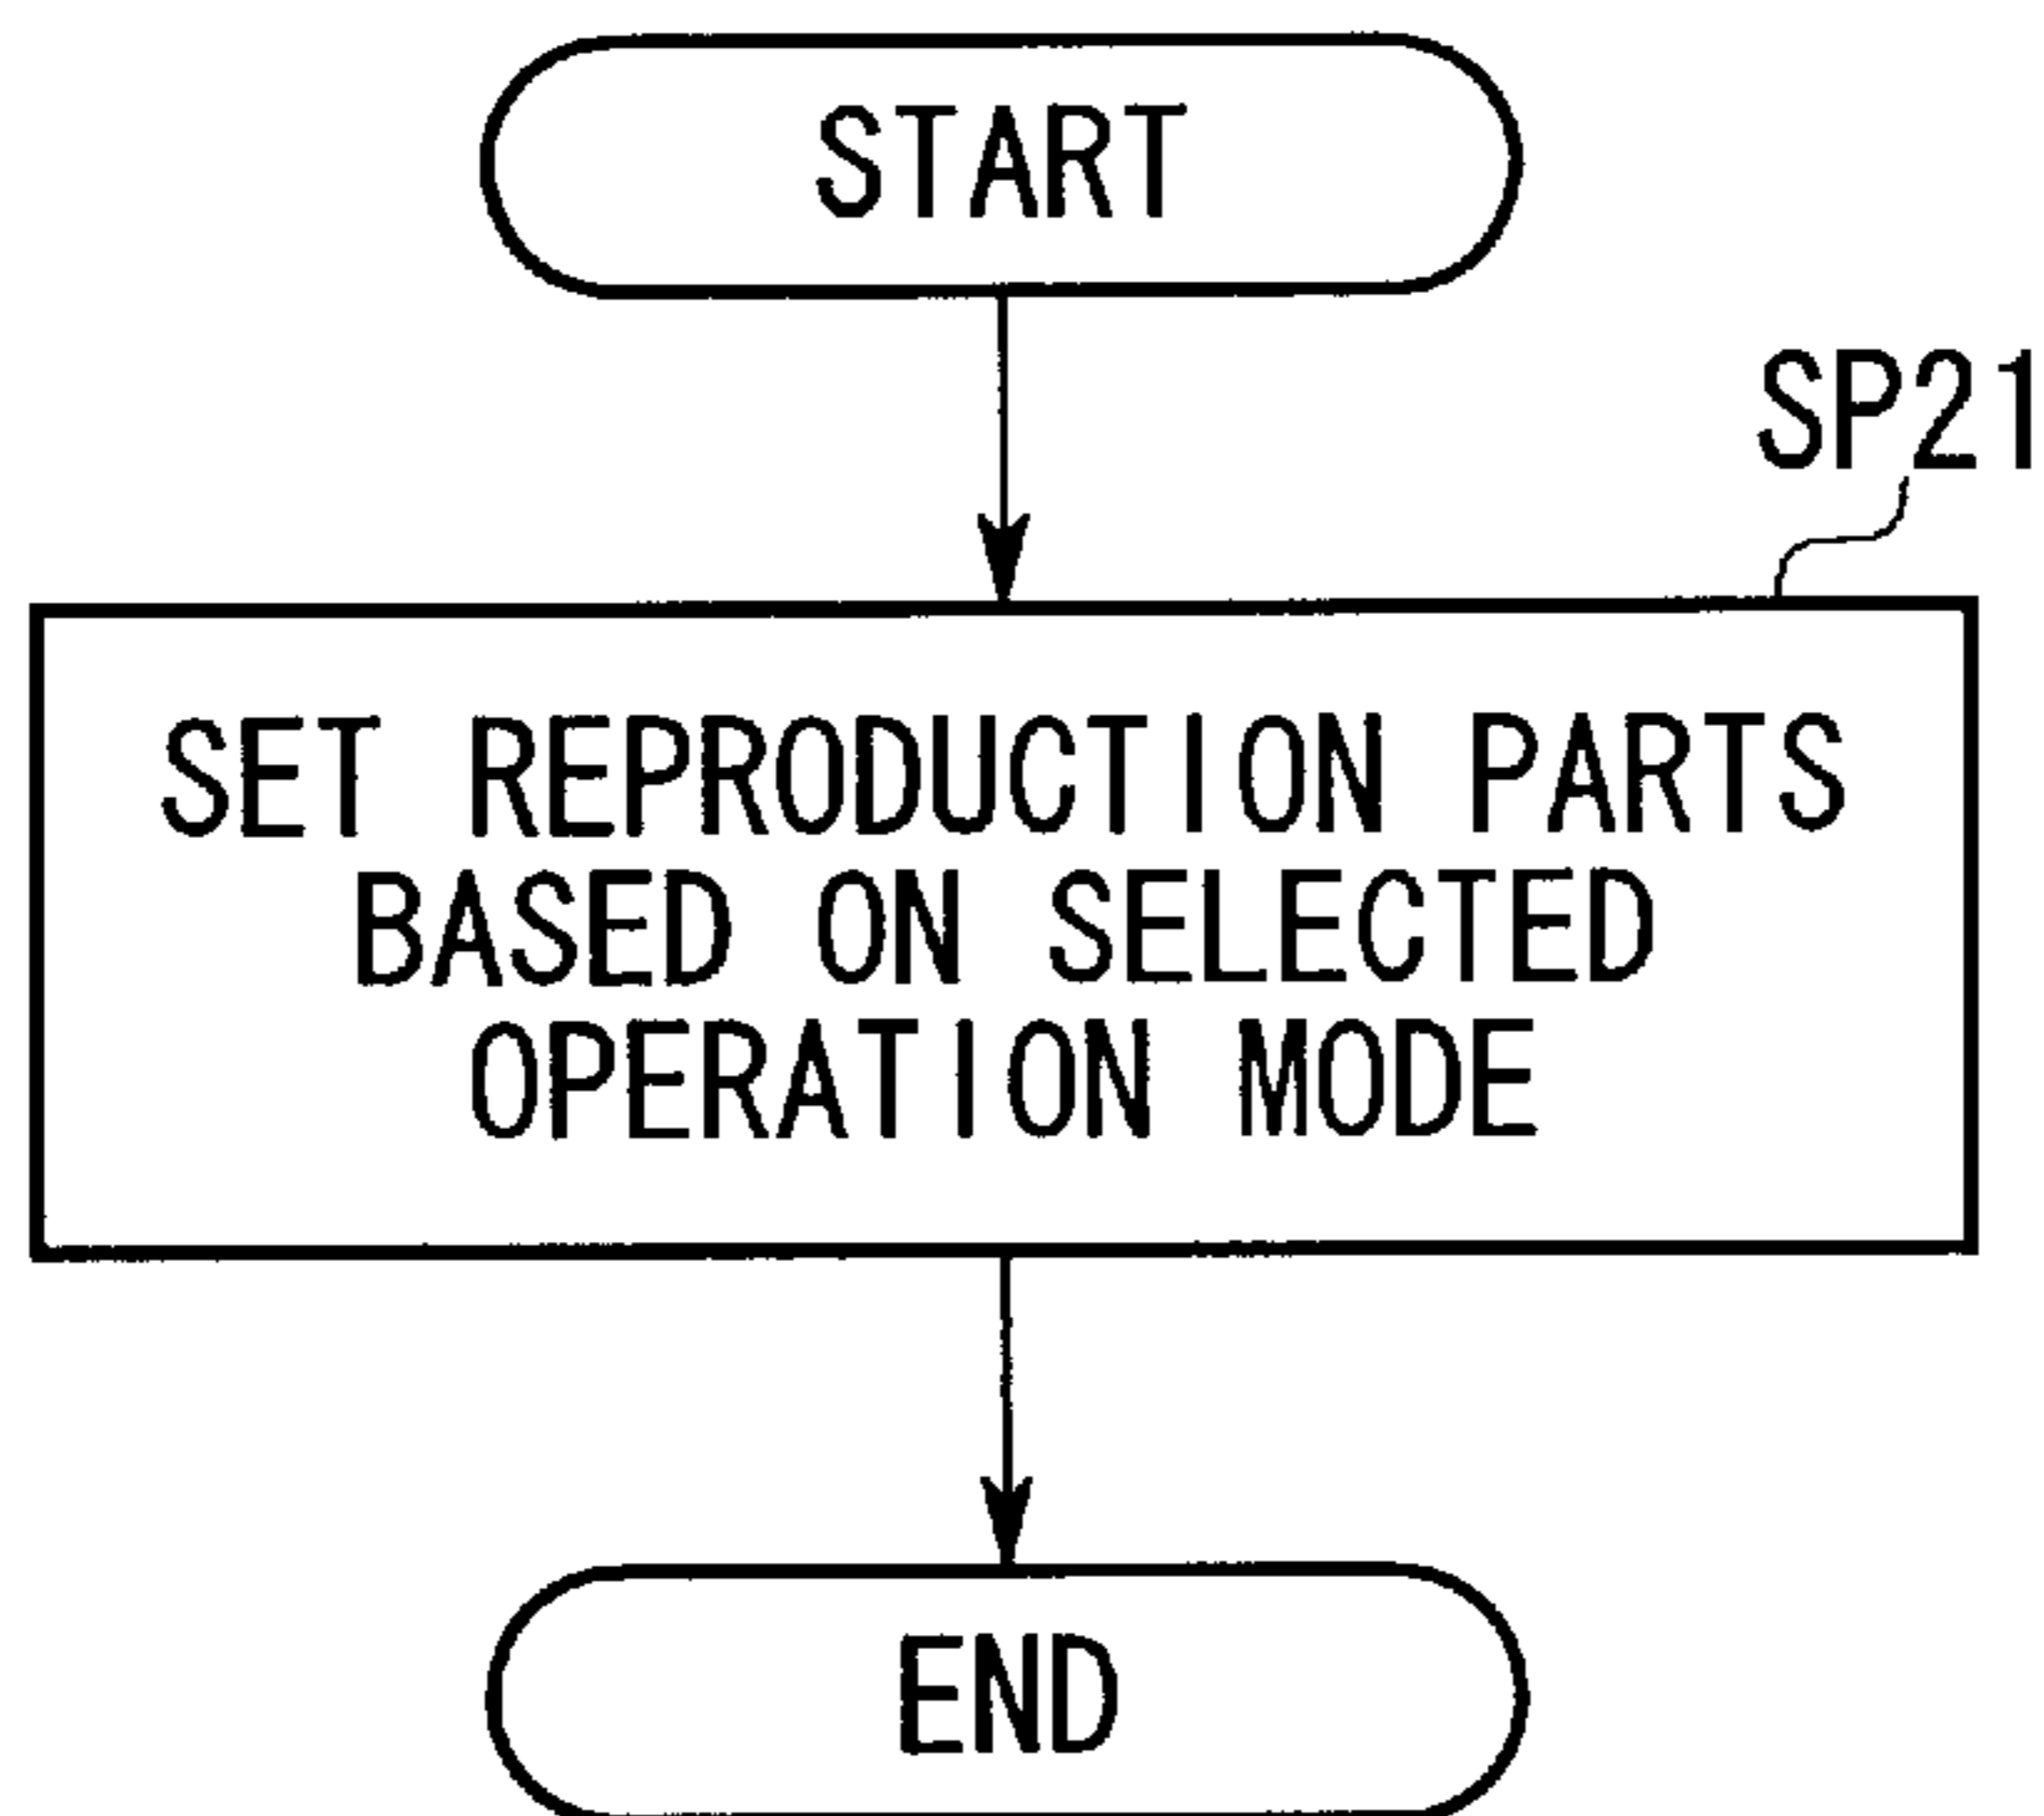 START
SP21
SET REPRODUCTION PARTS
BASED ON SELECTED
OPERATION MODE
END